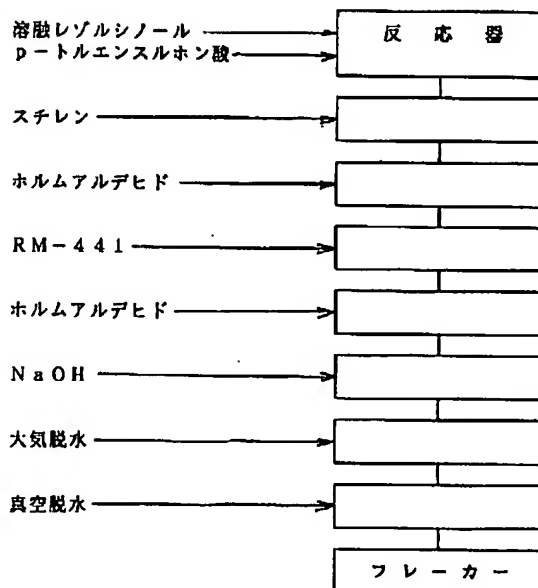 溶融レゾルシノール
反応器
p－トルエンスルホン酸
スチレン
ホルムアルデヒド
RM－441
ホルムアルデヒド
NaOH
大気脱水
真空脱水
フレーカー